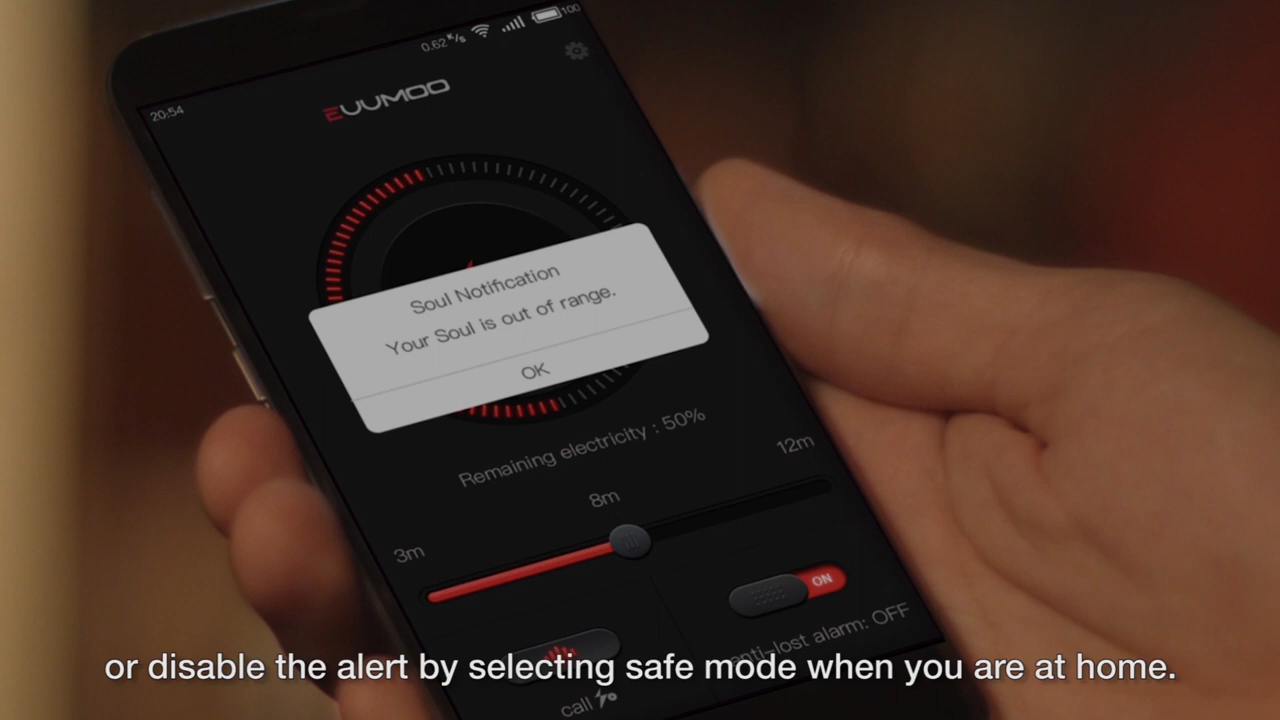 0.62K/s
100
20:54
EUUMOO
Soul Notification
Your Soul is out of range.
OK
Remaining electricity : 50%
12m
8m
3m
ON
anti-lost alarm: OFF
or disable the alert by selecting safe mode when you are at home.
call